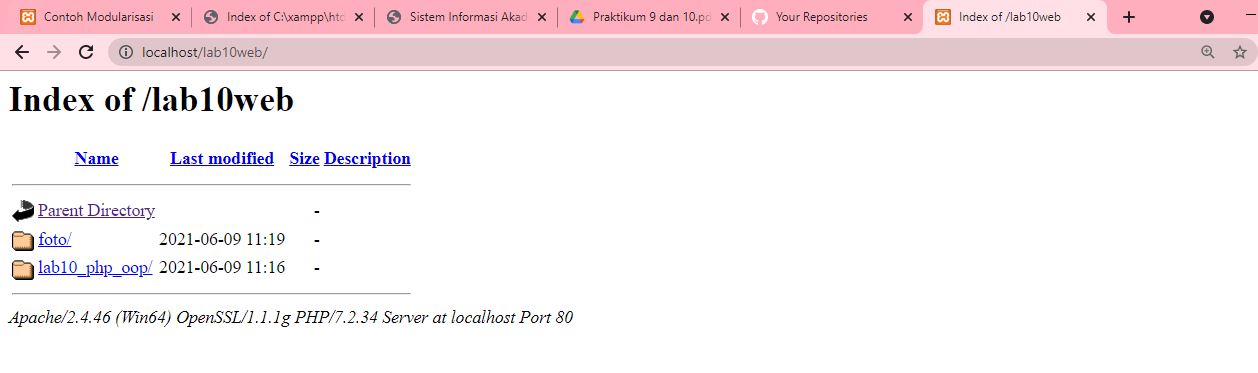 Contoh Modularisasi
Index of C:\xampp\htd
Sistem Informasi Akad
Praktikum 9 dan 10.pd
Your Repositories
Index of /lab10web
localhost/lab10web/
Index of /lab10web
Name Last modified Size Description
Parent Directory -
foto/ 2021-06-09 11:19 -
lab10_php_oop/ 2021-06-09 11:16 -
Apache/2.4.46 (Win64) OpenSSL/1.1.1g PHP/7.2.34 Server at localhost Port 80